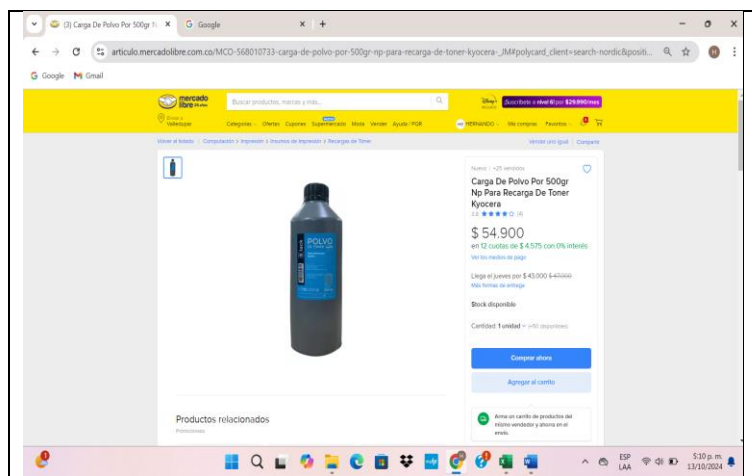 (3) Carga De Polvo Por 500gr N
Google
articulo.mercadolibre.com.co/MCO-568010733-carga-de-polvo-por-500gr-np-para-recarga-de-toner-kyocera-_JM#polycard_client=search-nordic&positi...
Google
Gmail
mercado libre
Buscar productos, marcas y más...
Suscríbete a nivel 6 por $29.990/mes
Enviar a
Valledupar
Categorías
Ofertas
Cupones
Supermercado
Moda
Vender
Ayuda / PQR
HERNANDO
Mis compras
Favoritos
Volver al listado
Computación
Impresión
Insumos de Impresión
Recargas de Tóner
Vender uno igual
Compartir
Nuevo | +25 vendidos
Carga De Polvo Por 500gr
Np Para Recarga De Toner
Kyocera
(4)
$ 54.900
en 12 cuotas de $ 4.575 con 0% interés
Ver los medios de pago
Llega el jueves por $ 43.000 $ 47.000
Más formas de entrega
Stock disponible
Cantidad: 1 unidad (+50 disponibles)
Comprar ahora
Agregar al carrito
Arma un carrito de productos del
mismo vendedor y ahorra en el
envío.
POLVO
Productos relacionados
Promocionado
ESP
LAA
5:10 p. m.
13/10/2024